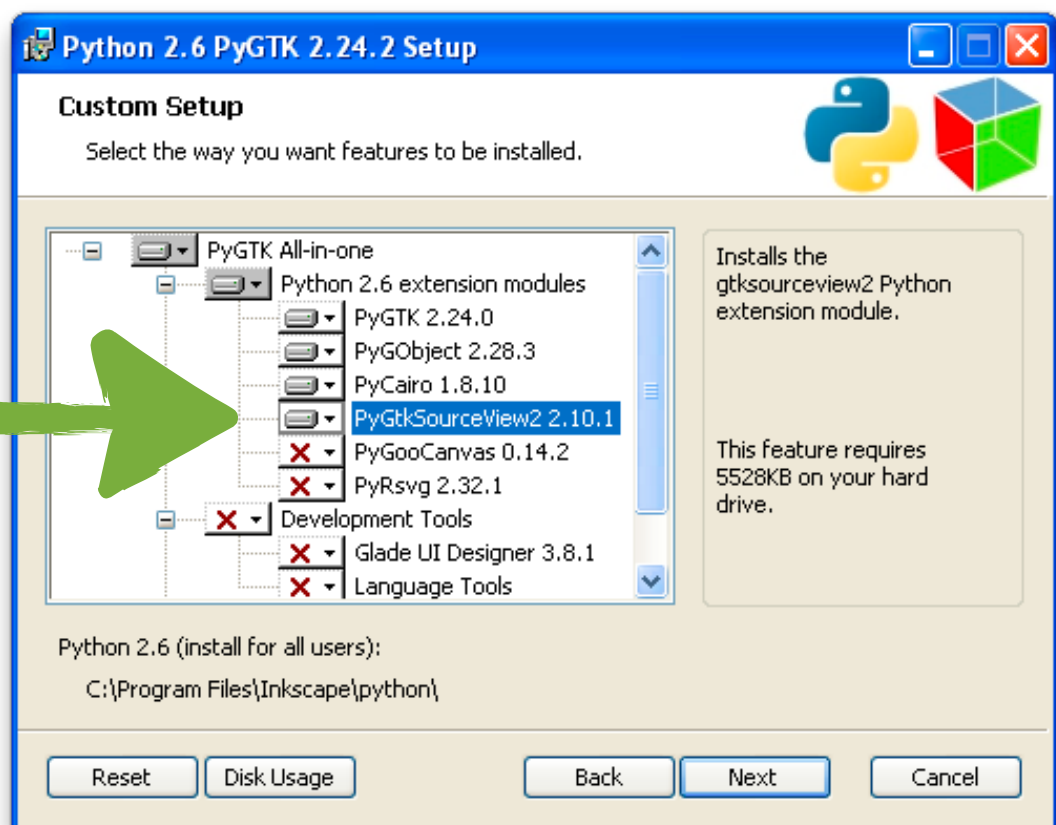 Python 2.6 PyGTK 2.24.2 Setup
Custom Setup
Select the way you want features to be installed.
PyGTK All-in-one
Python 2.6 extension modules
PyGTK 2.24.0
PyGObject 2.28.3
PyCairo 1.8.10
PyGtkSourceView2 2.10.1
PyGooCanvas 0.14.2
PyRsvg 2.32.1
Development Tools
Glade UI Designer 3.8.1
Language Tools
Installs the
gtksourceview2 Python
extension module.
This feature requires
5528KB on your hard
drive.
Python 2.6 (install for all users):
C:\Program Files\Inkscape\python\
Reset
Disk Usage
Back
Next
Cancel